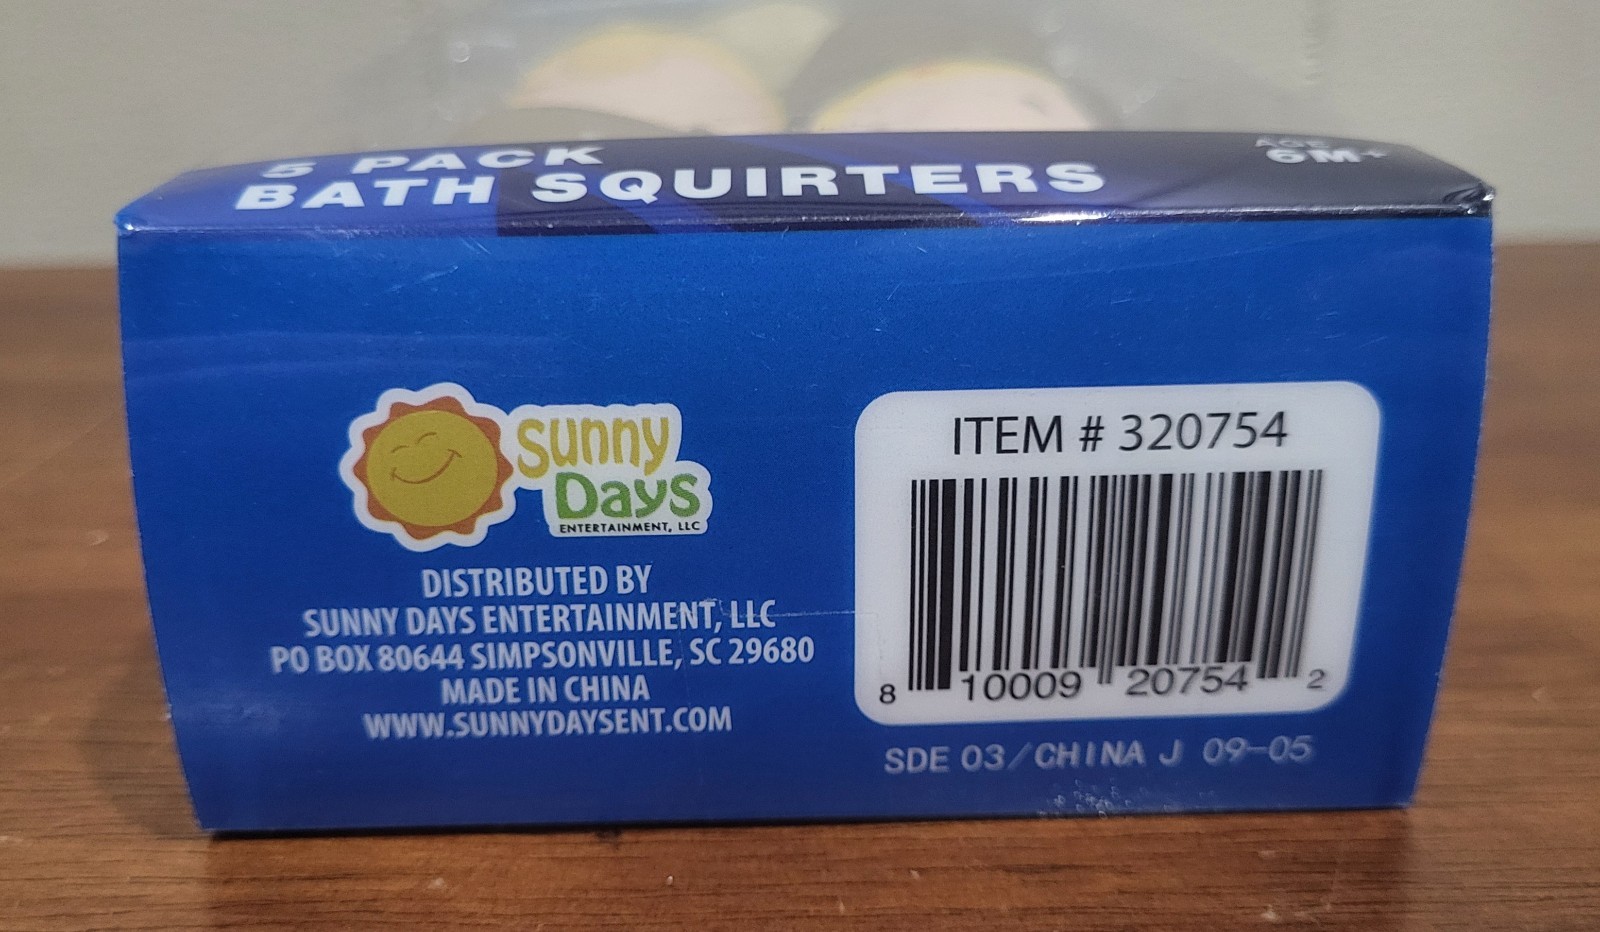 5 PACK
BATH SQUIRTERS
AGE
6M+
Sunny
Days
ENTERTAINMENT, LLC
DISTRIBUTED BY
SUNNY DAYS ENTERTAINMENT, LLC
PO BOX 80644 SIMPSONVILLE, SC 29680
MADE IN CHINA
WWW.SUNNYDAYSENT.COM
ITEM # 320754
8 10009 20754 2
SDE 03/CHINA J 09-05